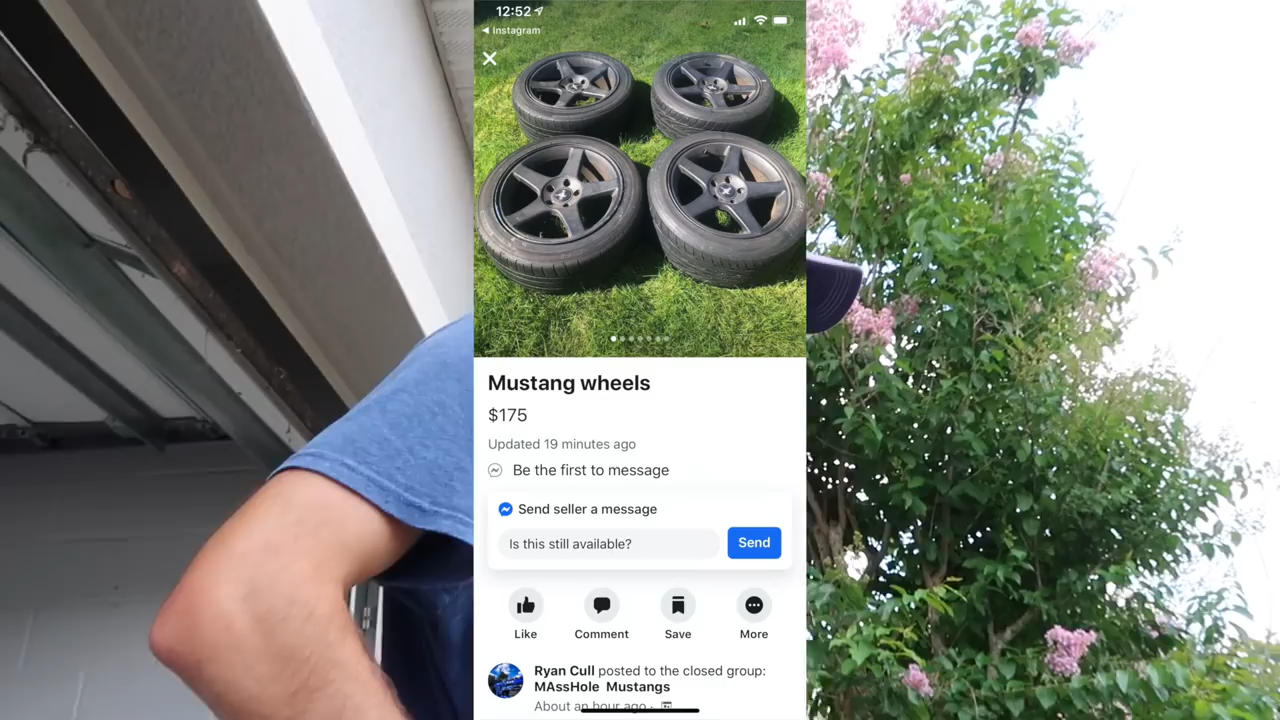 12:52
Instagram
Mustang wheels
$175
Updated 19 minutes ago
Be the first to message
Send seller a message
Is this still available?
Send
Like
Comment
Save
More
Ryan Cull posted to the closed group:
MAssHole Mustangs
About an hour ago ·